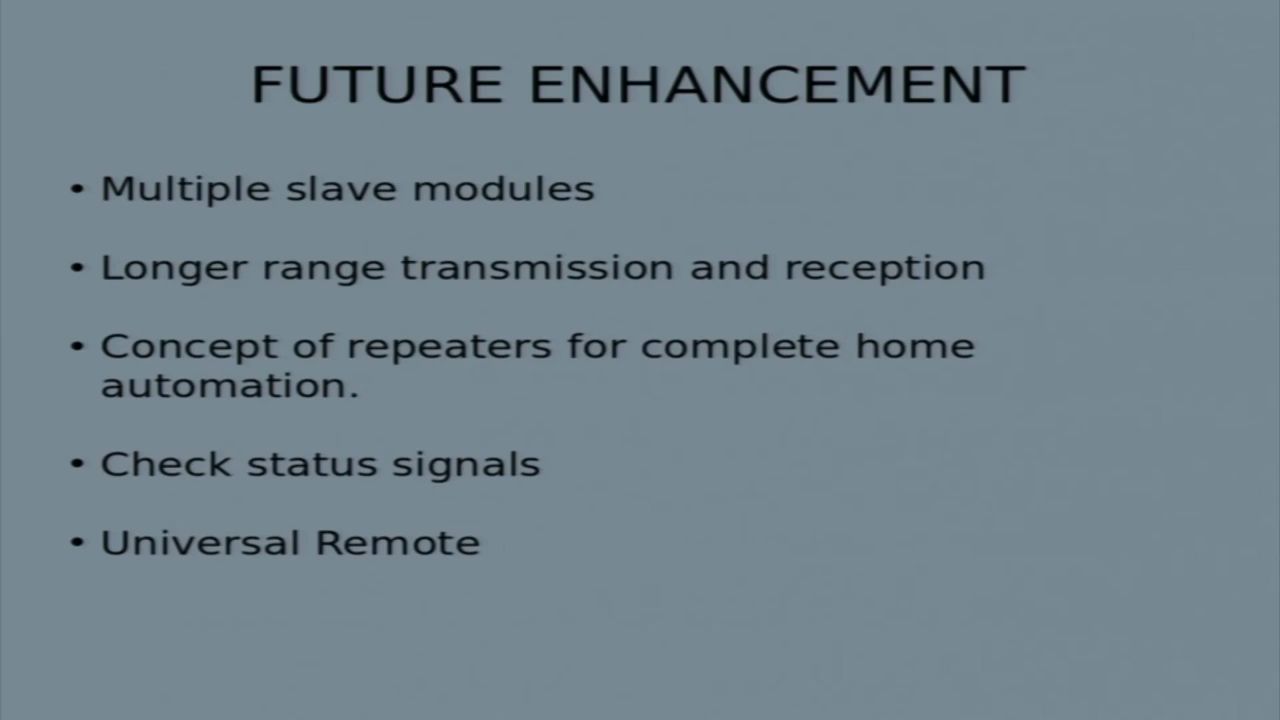 FUTURE ENHANCEMENT
• Multiple slave modules
• Longer range transmission and reception
• Concept of repeaters for complete home
automation.
• Check status signals
• Universal Remote